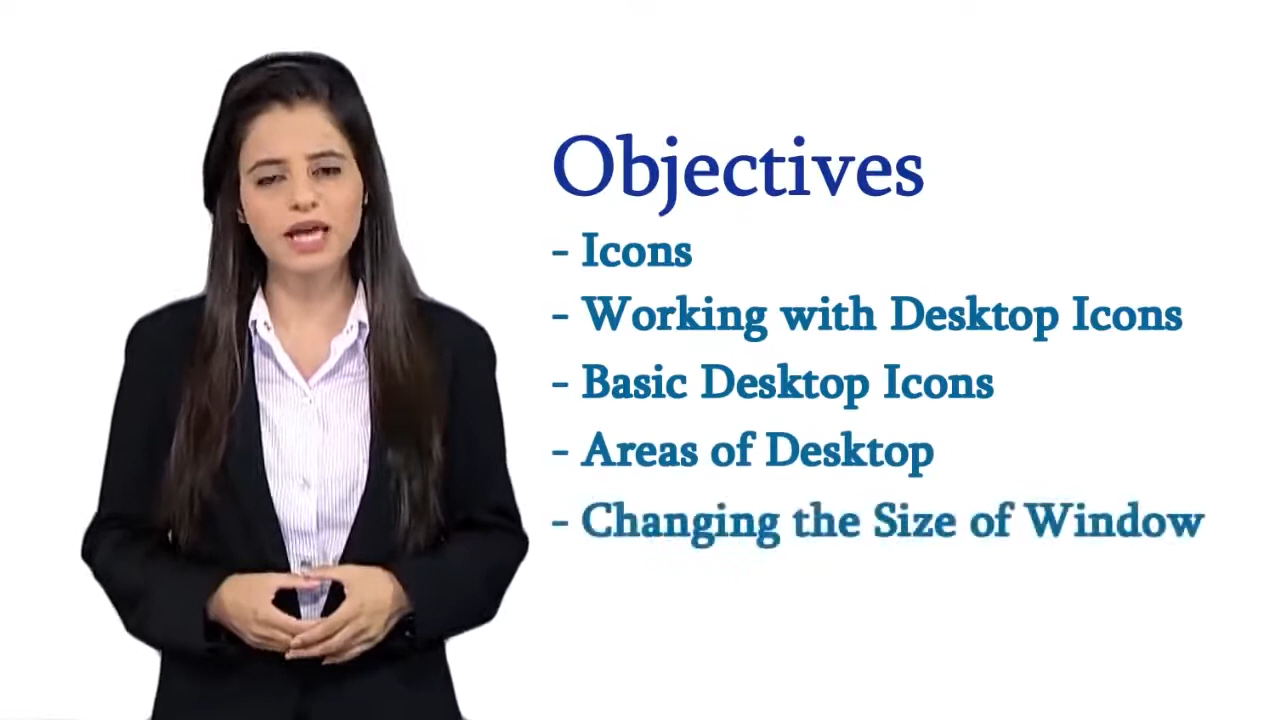 Objectives
- Icons
- Working with Desktop Icons
- Basic Desktop Icons
- Areas of Desktop
- Changing the Size of Window